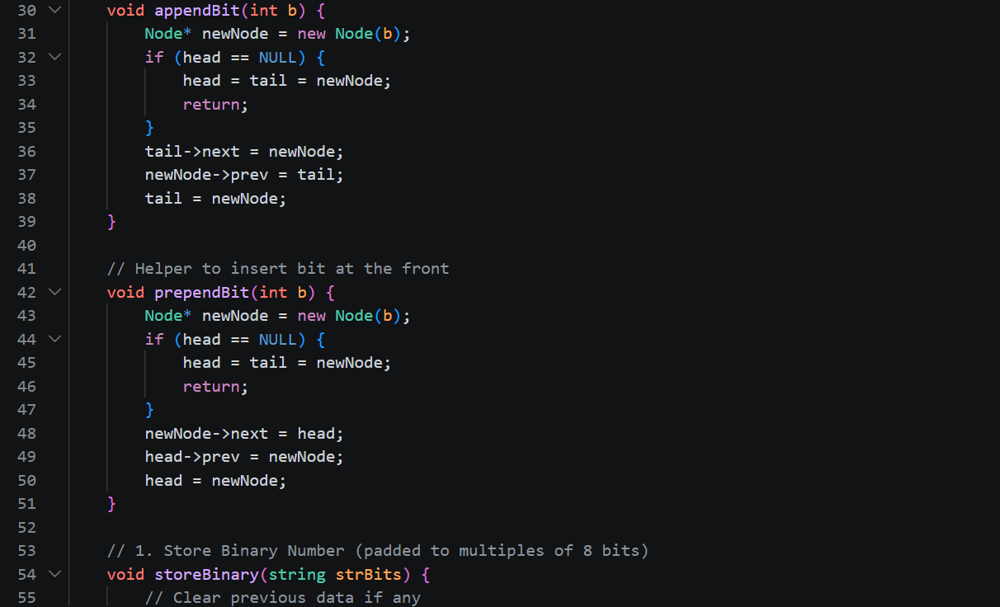 30 void appendBit(int b) {
31 Node* newNode = new Node(b);
32 if (head == NULL) {
33 head = tail = newNode;
34 return;
35 }
36 tail->next = newNode;
37 newNode->prev = tail;
38 tail = newNode;
39 }
40
41 // Helper to insert bit at the front
42 void prependBit(int b) {
43 Node* newNode = new Node(b);
44 if (head == NULL) {
45 head = tail = newNode;
46 return;
47 }
48 newNode->next = head;
49 head->prev = newNode;
50 head = newNode;
51 }
52
53 // 1. Store Binary Number (padded to multiples of 8 bits)
54 void storeBinary(string strBits) {
55 // Clear previous data if any